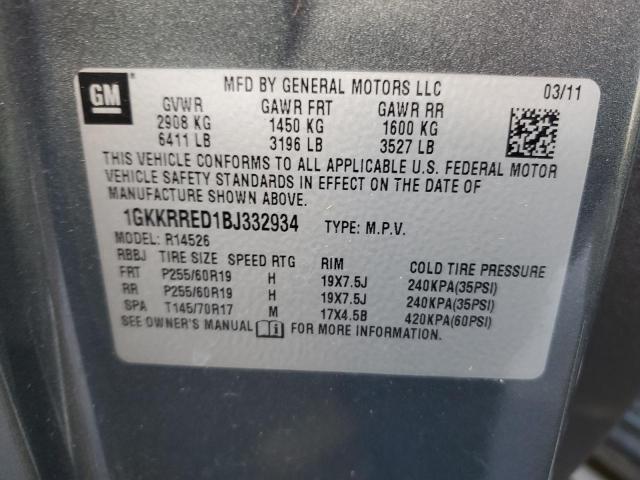 GM
MFD BY GENERAL MOTORS LLC 03/11
GVWR GAWR FRT GAWR RR
2908 KG 1450 KG 1600 KG
6411 LB 3196 LB 3527 LB
THIS VEHICLE CONFORMS TO ALL APPLICABLE U.S. FEDERAL MOTOR
VEHICLE SAFETY STANDARDS IN EFFECT ON THE DATE OF
MANUFACTURE SHOWN ABOVE.
1GKKRRED1BJ332934 TYPE: M.P.V.
MODEL: R14526
RBBJ TIRE SIZE SPEED RTG RIM COLD TIRE PRESSURE
FRT P255/60R19 H 19X7.5J 240KPA(35PSI)
RR P255/60R19 H 19X7.5J 240KPA(35PSI)
SPA T145/70R17 M 17X4.5B 420KPA(60PSI)
SEE OWNER'S MANUAL FOR MORE INFORMATION.